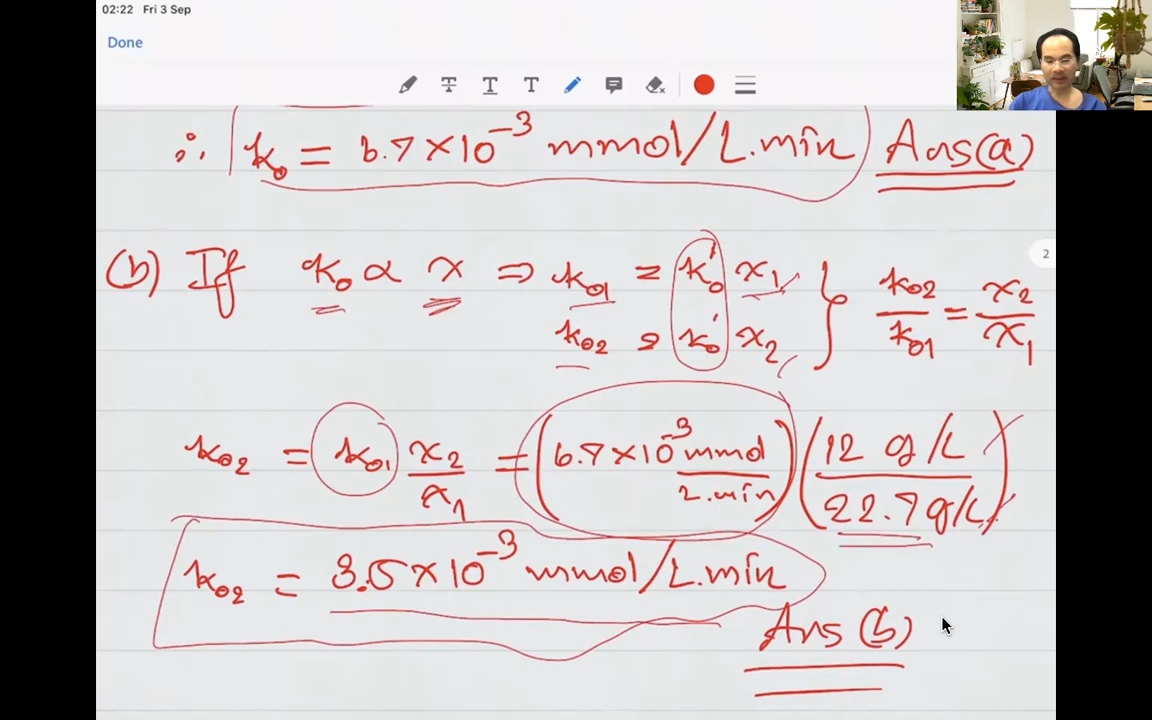 02:22 Fri 3 Sep
Done
∴ k₀ = 6.7×10⁻³ mmol/L.min Ans(a)
2
(b) If k₀ ∝ x ⇒ k₀₁ = k₀' x₁
k₀₂ = k₀' x₂ } k₀₂/k₀₁ = x₂/x₁
k₀₂ = k₀₁ x₂/x₁ = (6.7×10⁻³ mmol/L.min) (12 g/L / 22.7 g/L)
k₀₂ = 3.5×10⁻³ mmol/L.min
Ans (b)